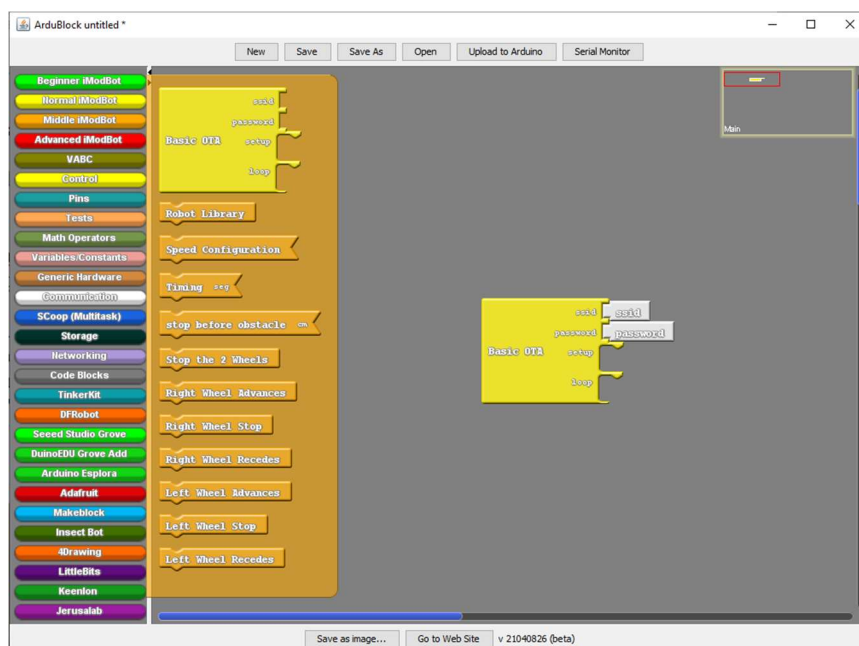 ArduBlock untitled *
New Save Save As Open Upload to Arduino Serial Monitor
Beginner iModBot
Normal iModBot
Middle iModBot
Advanced iModBot
VABC
Control
Pins
Tests
Math Operators
Variables/Constants
Generic Hardware
Communication
SCoop (Multitask)
Storage
Networking
Code Blocks
TinkerKit
DFRobot
Seeed Studio Grove
DuinoEDU Grove Add
Arduino Esplora
Adafruit
Makeblock
Insect Bot
4Drawing
LittleBits
Keenlon
Jerusalab
ssid
password
Basic OTA setup
loop
Robot Library
Speed Configuration
Timing seg
stop before obstacle cm
Stop the 2 Wheels
Right Wheel Advances
Right Wheel Stop
Right Wheel Recedes
Left Wheel Advances
Left Wheel Stop
Left Wheel Recedes
ssid ssid
password password
Basic OTA setup
loop
Main
Save as image... Go to Web Site v 21040826 (beta)